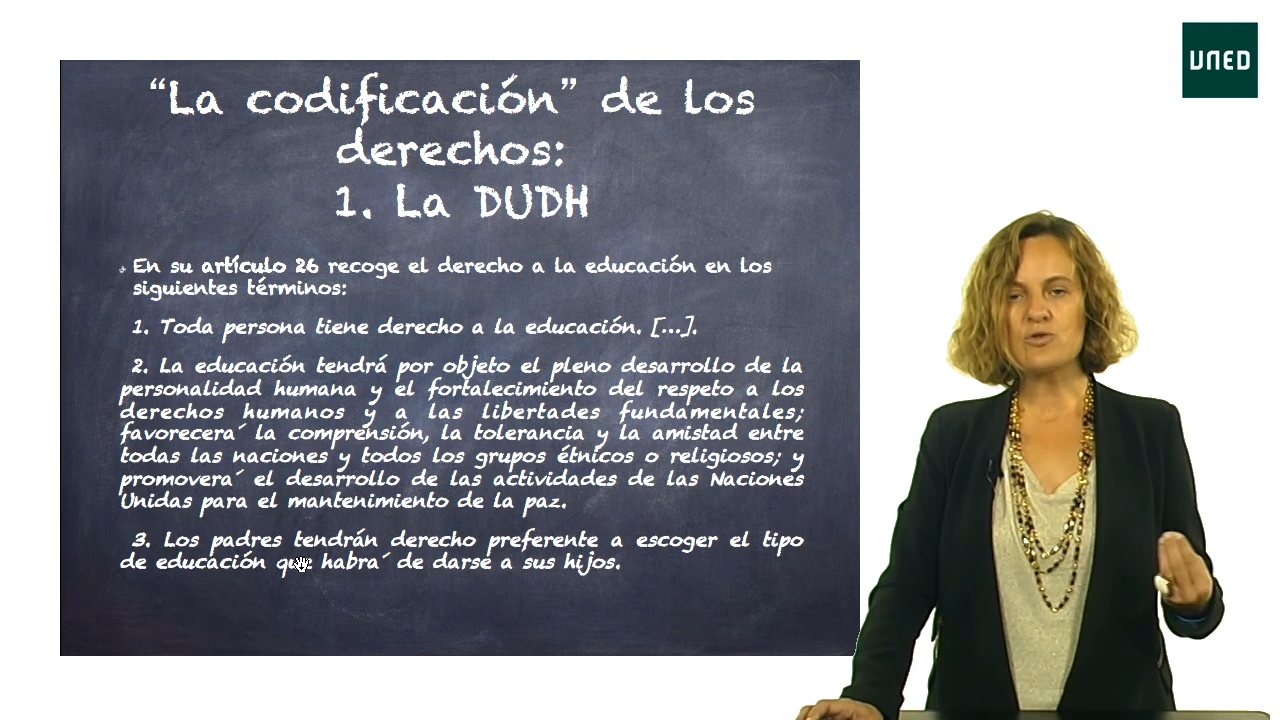 UNED
“La codificación” de los
derechos:
1. La DUDH
En su artículo 26 recoge el derecho a la educación en los
siguientes términos:
1. Toda persona tiene derecho a la educación. [...].
2. La educación tendrá por objeto el pleno desarrollo de la
personalidad humana y el fortalecimiento del respeto a los
derechos humanos y a las libertades fundamentales;
favorecera´ la comprensión, la tolerancia y la amistad entre
todas las naciones y todos los grupos étnicos o religiosos; y
promovera´ el desarrollo de las actividades de las Naciones
Unidas para el mantenimiento de la paz.
3. Los padres tendrán derecho preferente a escoger el tipo
de educación que habra´ de darse a sus hijos.